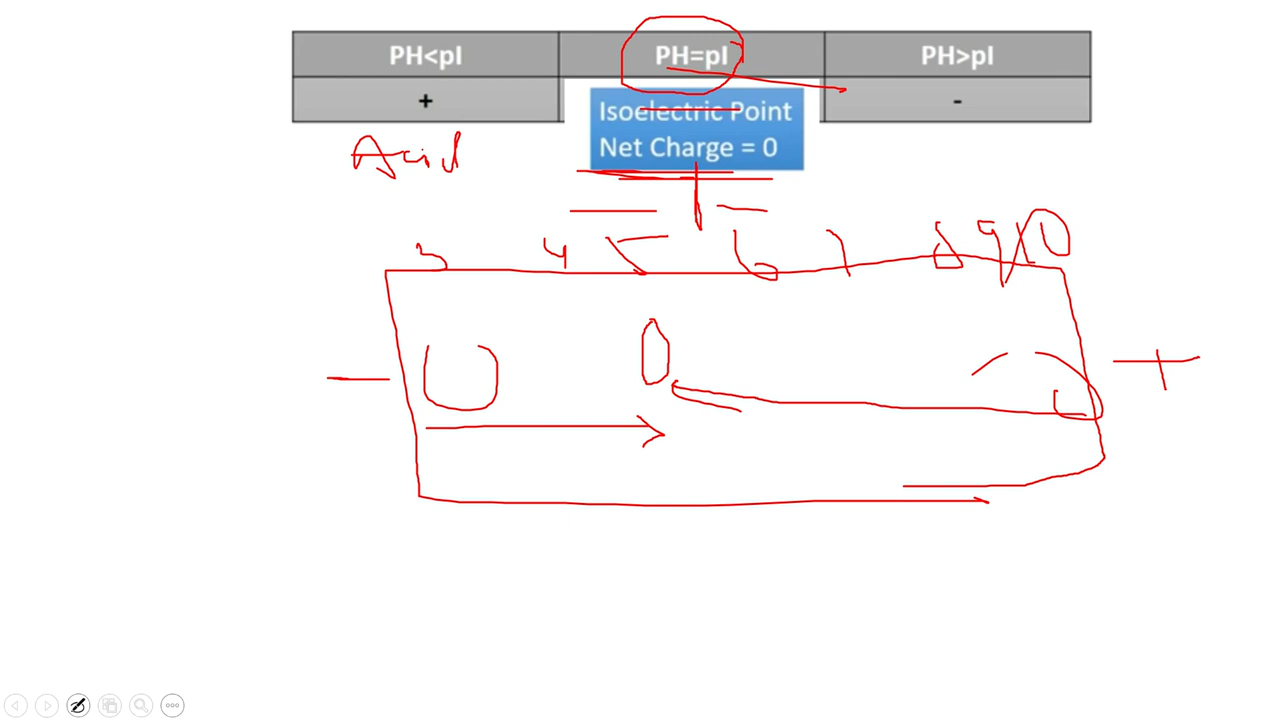 PH<pI PH=pI PH>pI
+ -
Isoelectric Point
Net Charge = 0
Acid
3 4 5 6 7 8 9 10
- 0 +